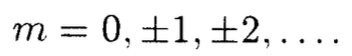 m = 0, ±1, ±2, ....